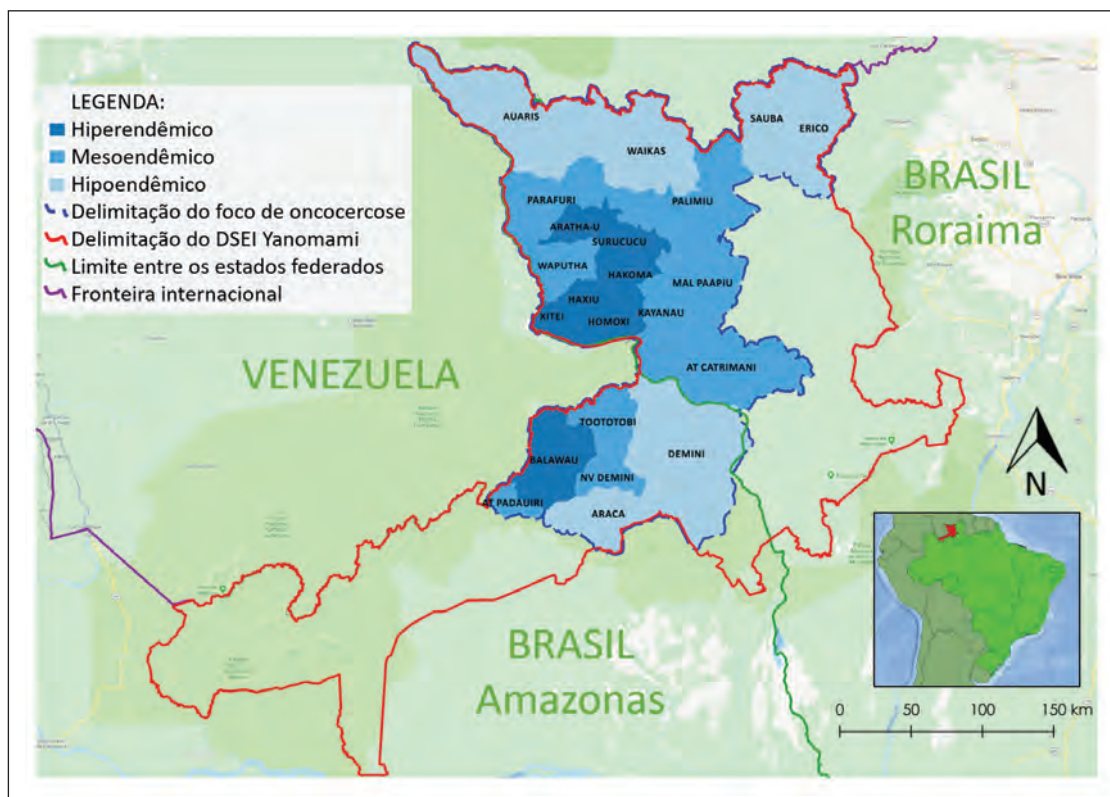 LEGENDA:
Hiperendêmico
Mesoendêmico
Hipoendêmico
Delimitação do foco de oncocercose
Delimitação do DSEI Yanomami
Limite entre os estados federados
Fronteira internacional
AUARIS
WAIKAS
SAUBA
ERICO
PARAFURI
PALIMIU
ARATHA-U
SURUCUCU
WAPUTHA
HAKOMA
MAL PAAPIU
HAXIU
XITEI
HOMOXI
KAYANAU
AT CATRIMANI
TOOTOTOBI
BALAWAU
DEMINI
NV DEMINI
AT PADAUIRI
ARACA
BRASIL
Roraima
VENEZUELA
BRASIL
Amazonas
N
0 50 100 150 km